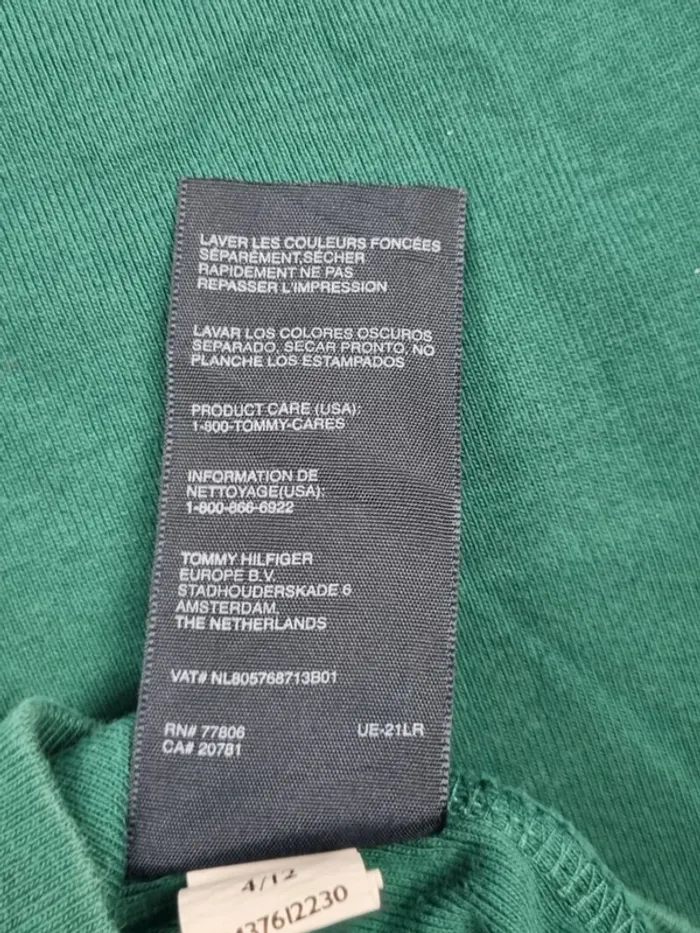 LAVER LES COULEURS FONCÉES
SÉPARÉMENT,SÉCHER
RAPIDEMENT NE PAS
REPASSER L'IMPRESSION
LAVAR LOS COLORES OSCUROS
SEPARADO, SECAR PRONTO, NO
PLANCHE LOS ESTAMPADOS
PRODUCT CARE (USA):
1-800-TOMMY-CARES
INFORMATION DE
NETTOYAGE(USA):
1-800-866-6922
TOMMY HILFIGER
EUROPE B.V.
STADHOUDERSKADE 6
AMSTERDAM,
THE NETHERLANDS
VAT# NL805768713B01
RN# 77806 UE-21LR
CA# 20781
4/12